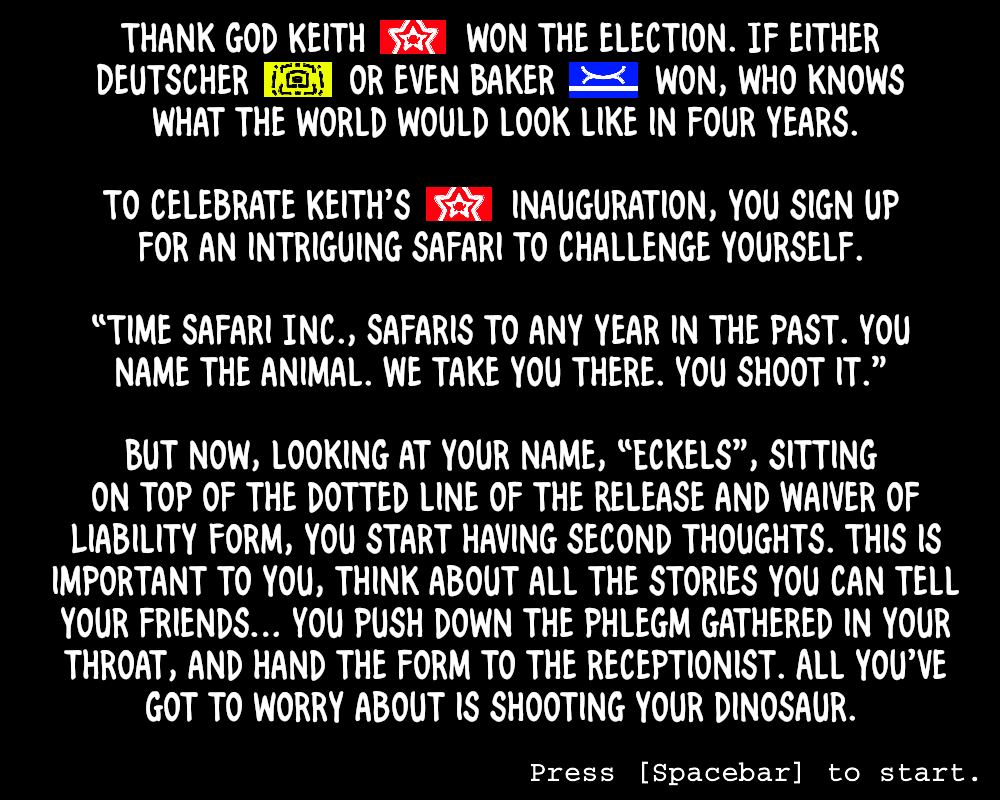 THANK GOD KEITH WON THE ELECTION. IF EITHER
DEUTSCHER OR EVEN BAKER WON, WHO KNOWS
WHAT THE WORLD WOULD LOOK LIKE IN FOUR YEARS.
TO CELEBRATE KEITH'S INAUGURATION, YOU SIGN UP
FOR AN INTRIGUING SAFARI TO CHALLENGE YOURSELF.
“TIME SAFARI INC., SAFARIS TO ANY YEAR IN THE PAST. YOU
NAME THE ANIMAL. WE TAKE YOU THERE. YOU SHOOT IT.”
BUT NOW, LOOKING AT YOUR NAME, “ECKELS”, SITTING
ON TOP OF THE DOTTED LINE OF THE RELEASE AND WAIVER OF
LIABILITY FORM, YOU START HAVING SECOND THOUGHTS. THIS IS
IMPORTANT TO YOU, THINK ABOUT ALL THE STORIES YOU CAN TELL
YOUR FRIENDS... YOU PUSH DOWN THE PHLEGM GATHERED IN YOUR
THROAT, AND HAND THE FORM TO THE RECEPTIONIST. ALL YOU'VE
GOT TO WORRY ABOUT IS SHOOTING YOUR DINOSAUR.
Press [Spacebar] to start.